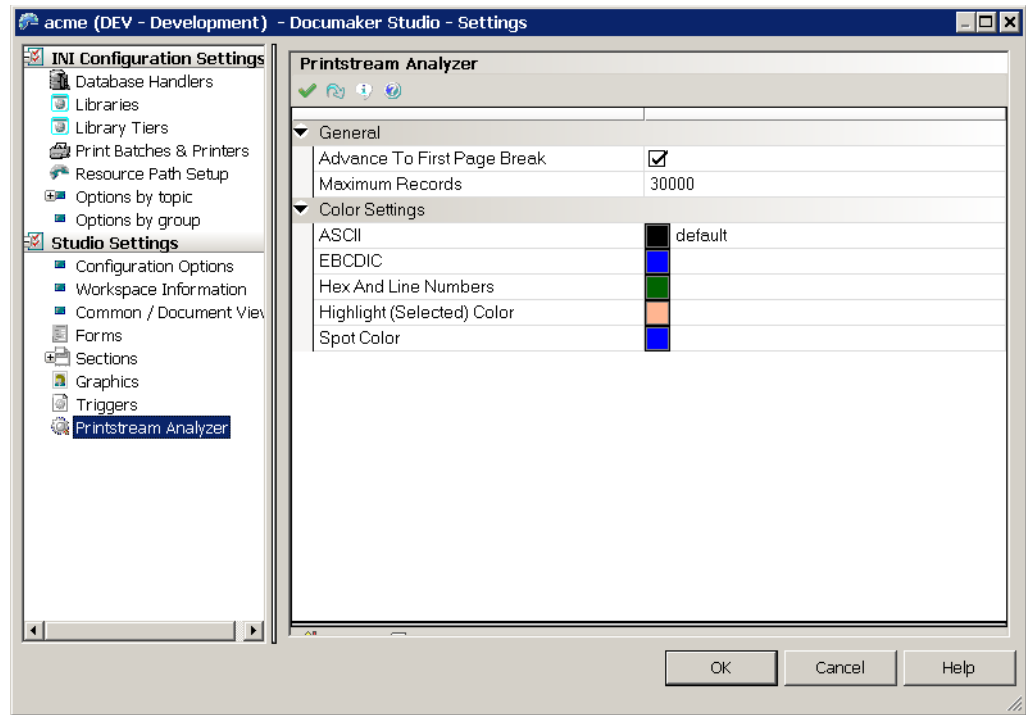 acme (DEV - Development) - Documaker Studio - Settings
INI Configuration Settings
Database Handlers
Libraries
Library Tiers
Print Batches & Printers
Resource Path Setup
Options by topic
Options by group
Studio Settings
Configuration Options
Workspace Information
Common / Document View
Forms
Sections
Graphics
Triggers
Printstream Analyzer
Printstream Analyzer
General
Advance To First Page Break
Maximum Records 30000
Color Settings
ASCII default
EBCDIC
Hex And Line Numbers
Highlight (Selected) Color
Spot Color
OK Cancel Help